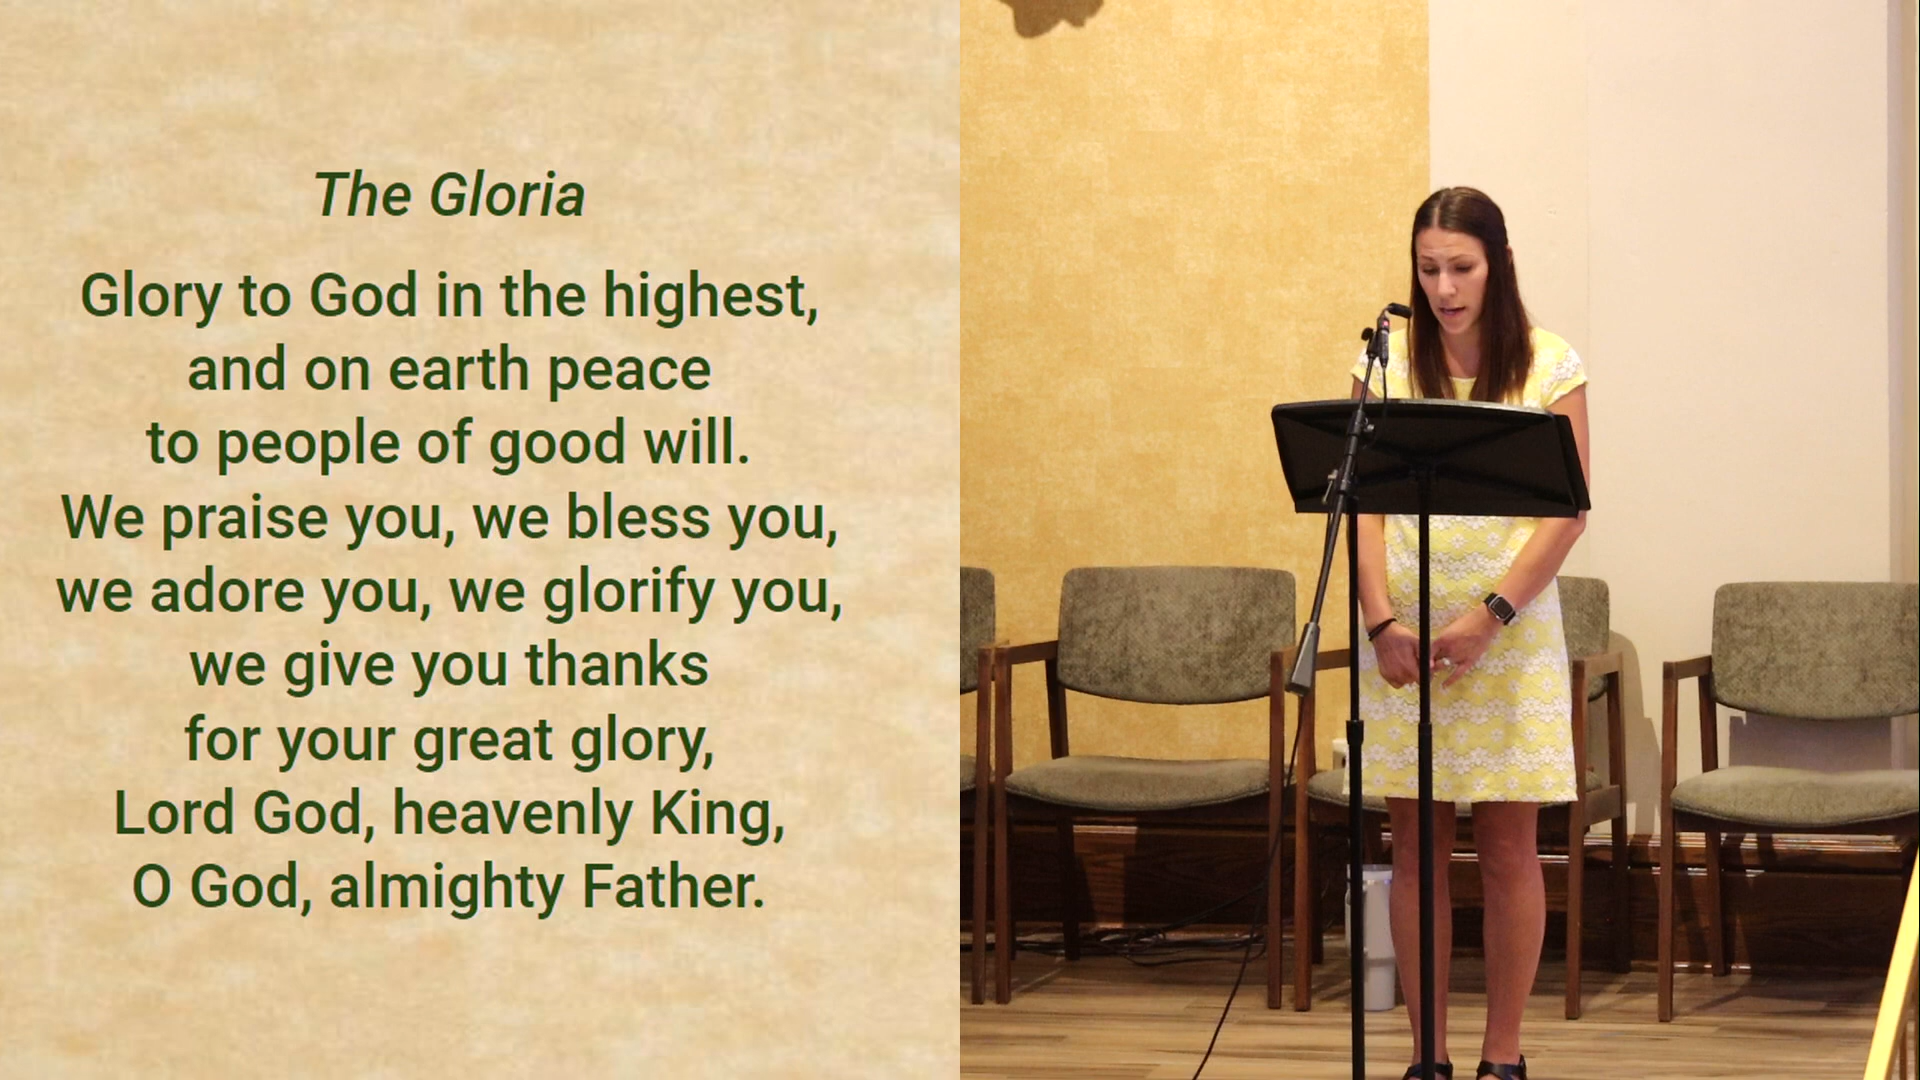 The Gloria
Glory to God in the highest,
and on earth peace
to people of good will.
We praise you, we bless you,
we adore you, we glorify you,
we give you thanks
for your great glory,
Lord God, heavenly King,
O God, almighty Father.